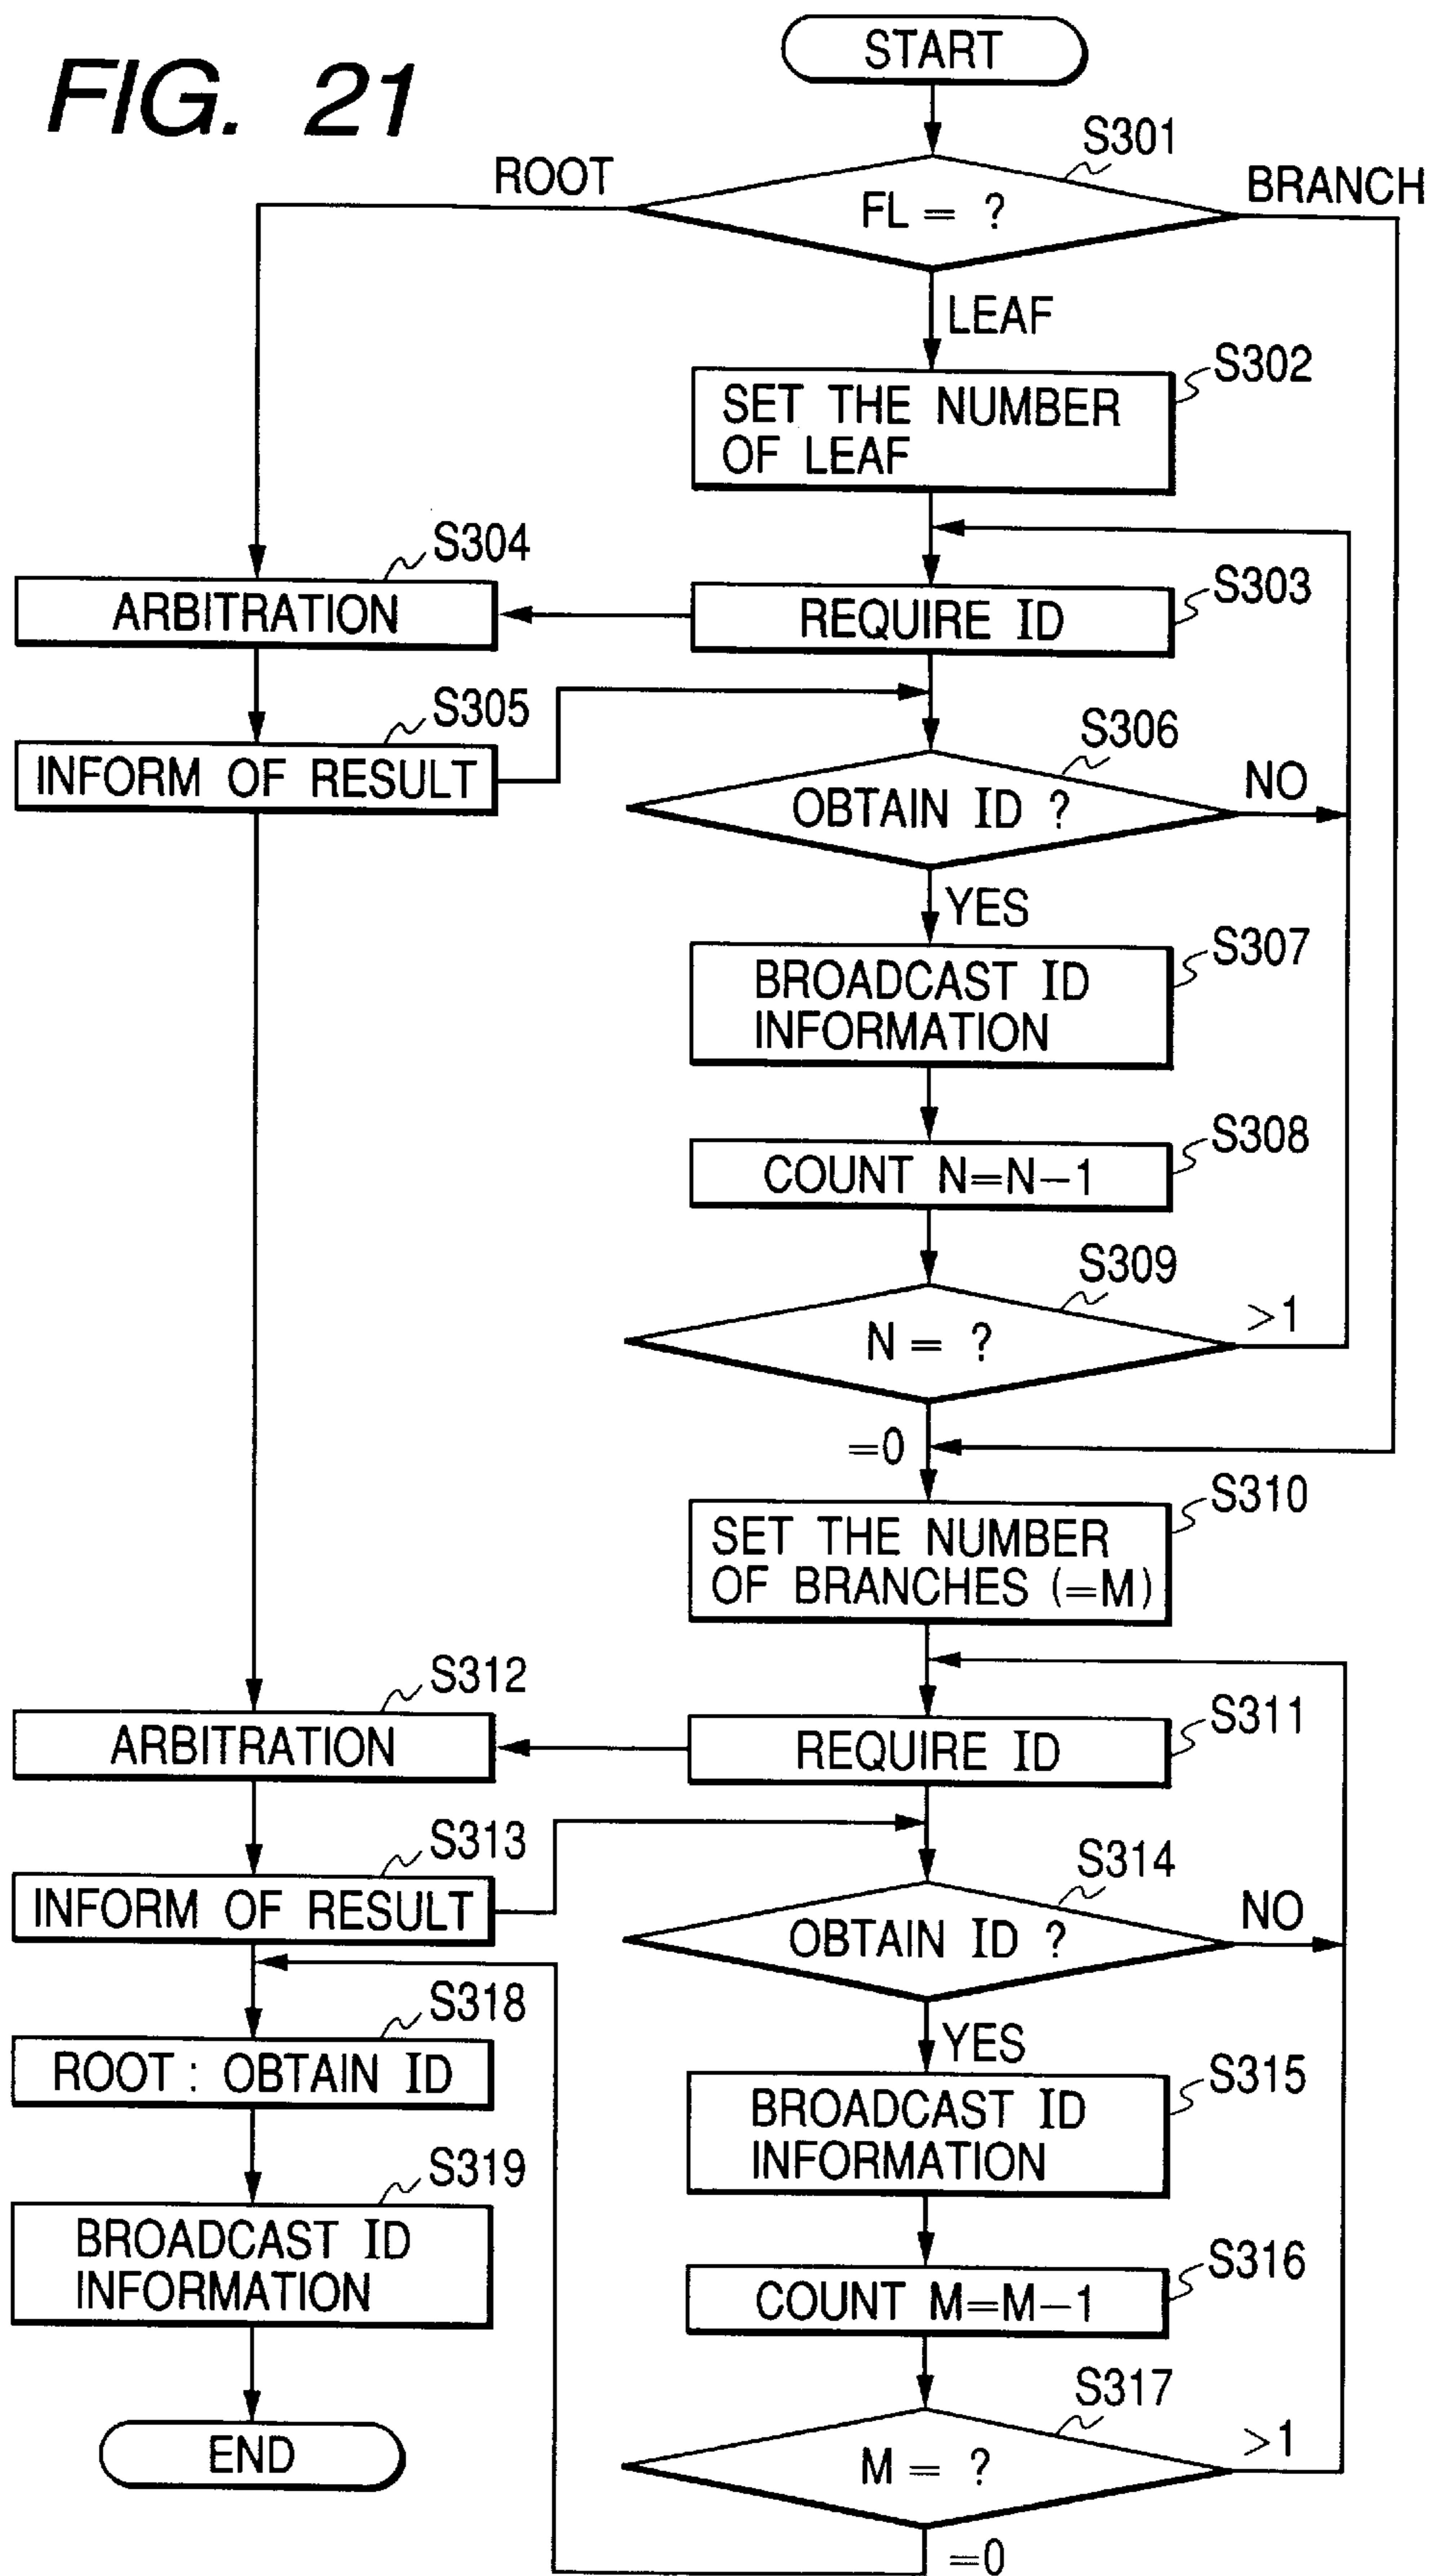 FIG. 21
START
S301
ROOT
BRANCH
FL = ?
LEAF
S302
SET THE NUMBER
OF LEAF
S304
S303
ARBITRATION
REQUIRE ID
S305
INFORM OF RESULT
S306
OBTAIN ID ?
NO
YES
S307
BROADCAST ID
INFORMATION
S308
COUNT N=N-1
S309
N = ?
>1
=0
S310
SET THE NUMBER
OF BRANCHES (=M)
S312
S311
ARBITRATION
REQUIRE ID
S313
INFORM OF RESULT
S314
OBTAIN ID ?
NO
YES
S318
ROOT : OBTAIN ID
S315
BROADCAST ID
INFORMATION
S319
BROADCAST ID
INFORMATION
S316
COUNT M=M-1
S317
M = ?
>1
=0
END